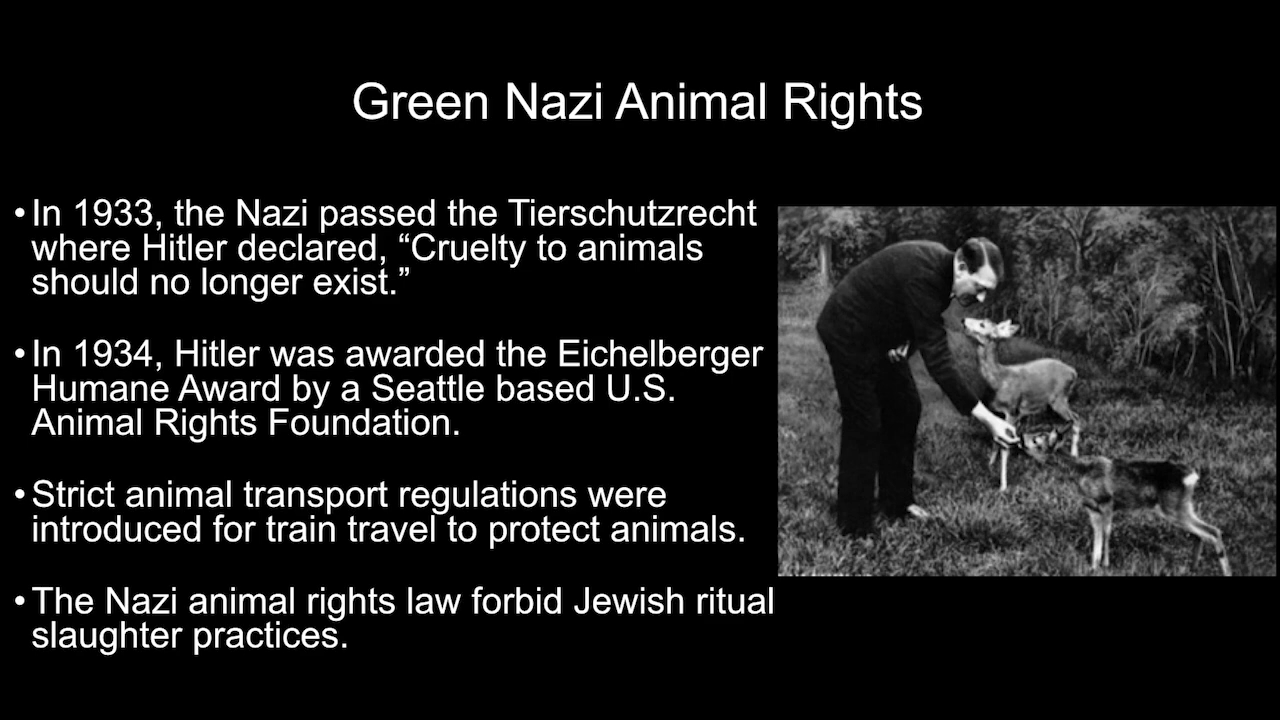 Green Nazi Animal Rights
• In 1933, the Nazi passed the Tierschutzrecht
where Hitler declared, “Cruelty to animals
should no longer exist.”
• In 1934, Hitler was awarded the Eichelberger
Humane Award by a Seattle based U.S.
Animal Rights Foundation.
• Strict animal transport regulations were
introduced for train travel to protect animals.
• The Nazi animal rights law forbid Jewish ritual
slaughter practices.